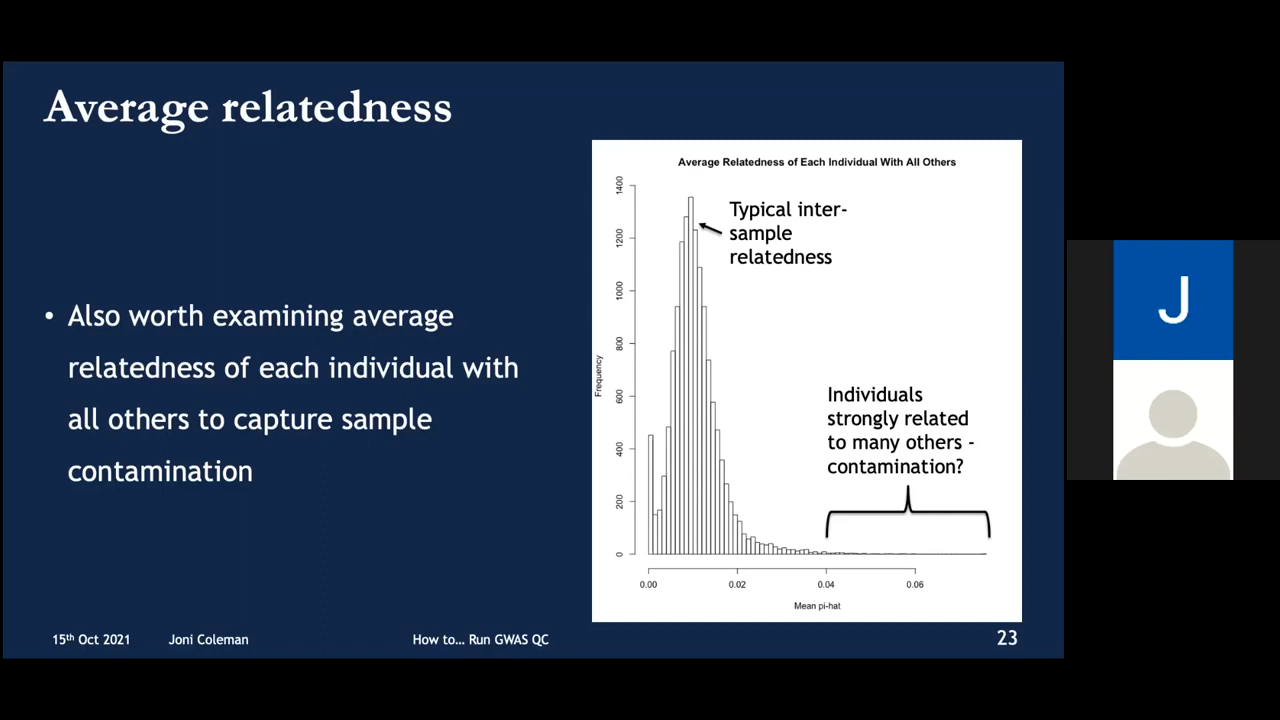 Average relatedness
• Also worth examining average
relatedness of each individual with
all others to capture sample
contamination
Average Relatedness of Each Individual With All Others
1400
1200
1000
800
600
400
200
0
Frequency
Typical inter-
sample
relatedness
Individuals
strongly related
to many others -
contamination?
0.00 0.02 0.04 0.06
Mean pi-hat
15th Oct 2021 Joni Coleman How to... Run GWAS QC 23
J